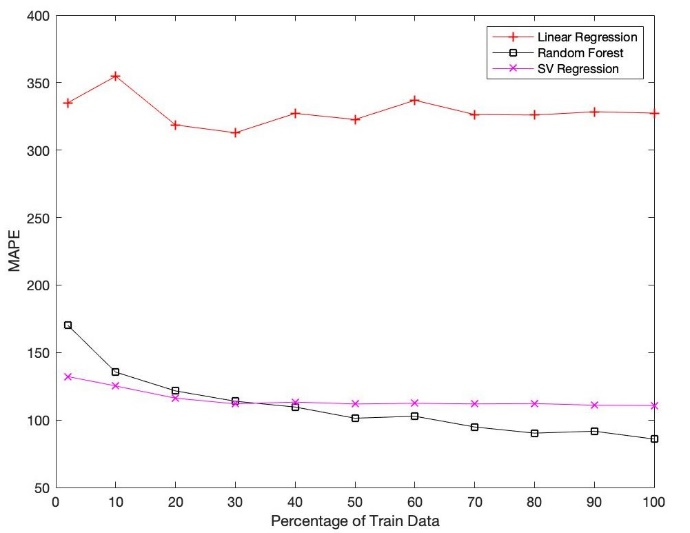 400
350
300
250
200
150
100
50
MAPE
Linear Regression
Random Forest
SV Regression
0 10 20 30 40 50 60 70 80 90 100
Percentage of Train Data